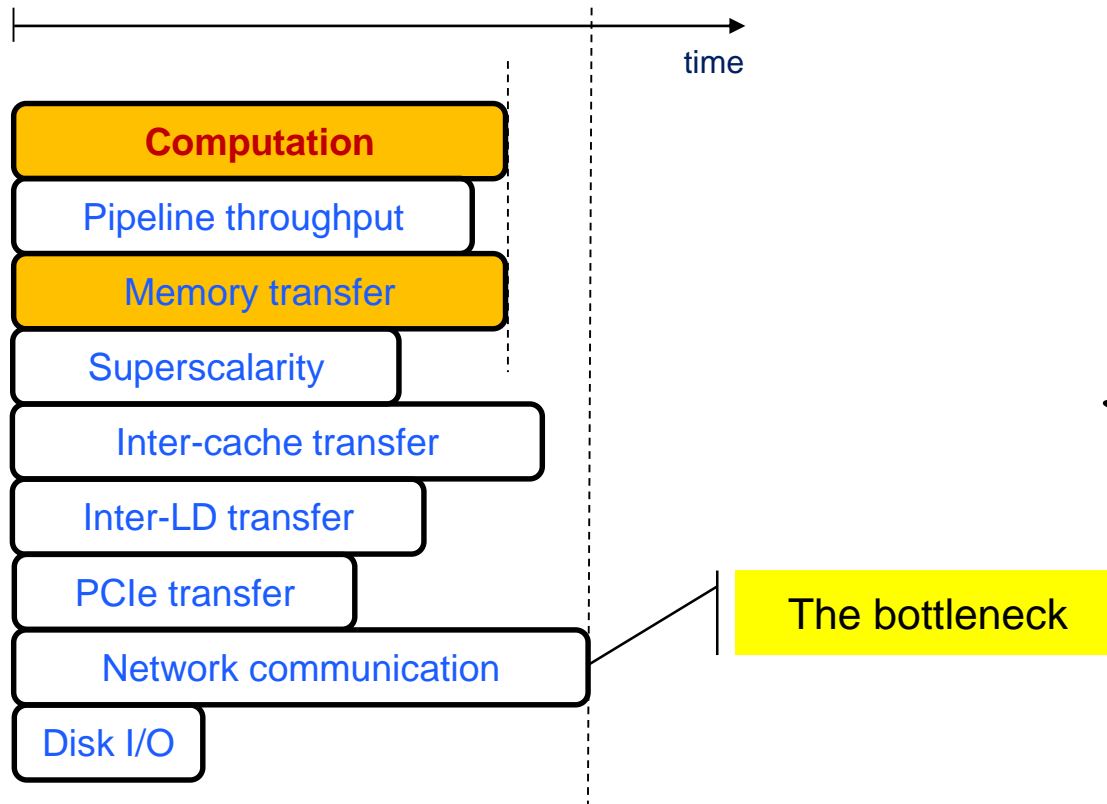 time
Computation
Pipeline throughput
Memory transfer
Superscalarity
Inter-cache transfer
Inter-LD transfer
PCIe transfer
The bottleneck
Network communication
Disk I/O